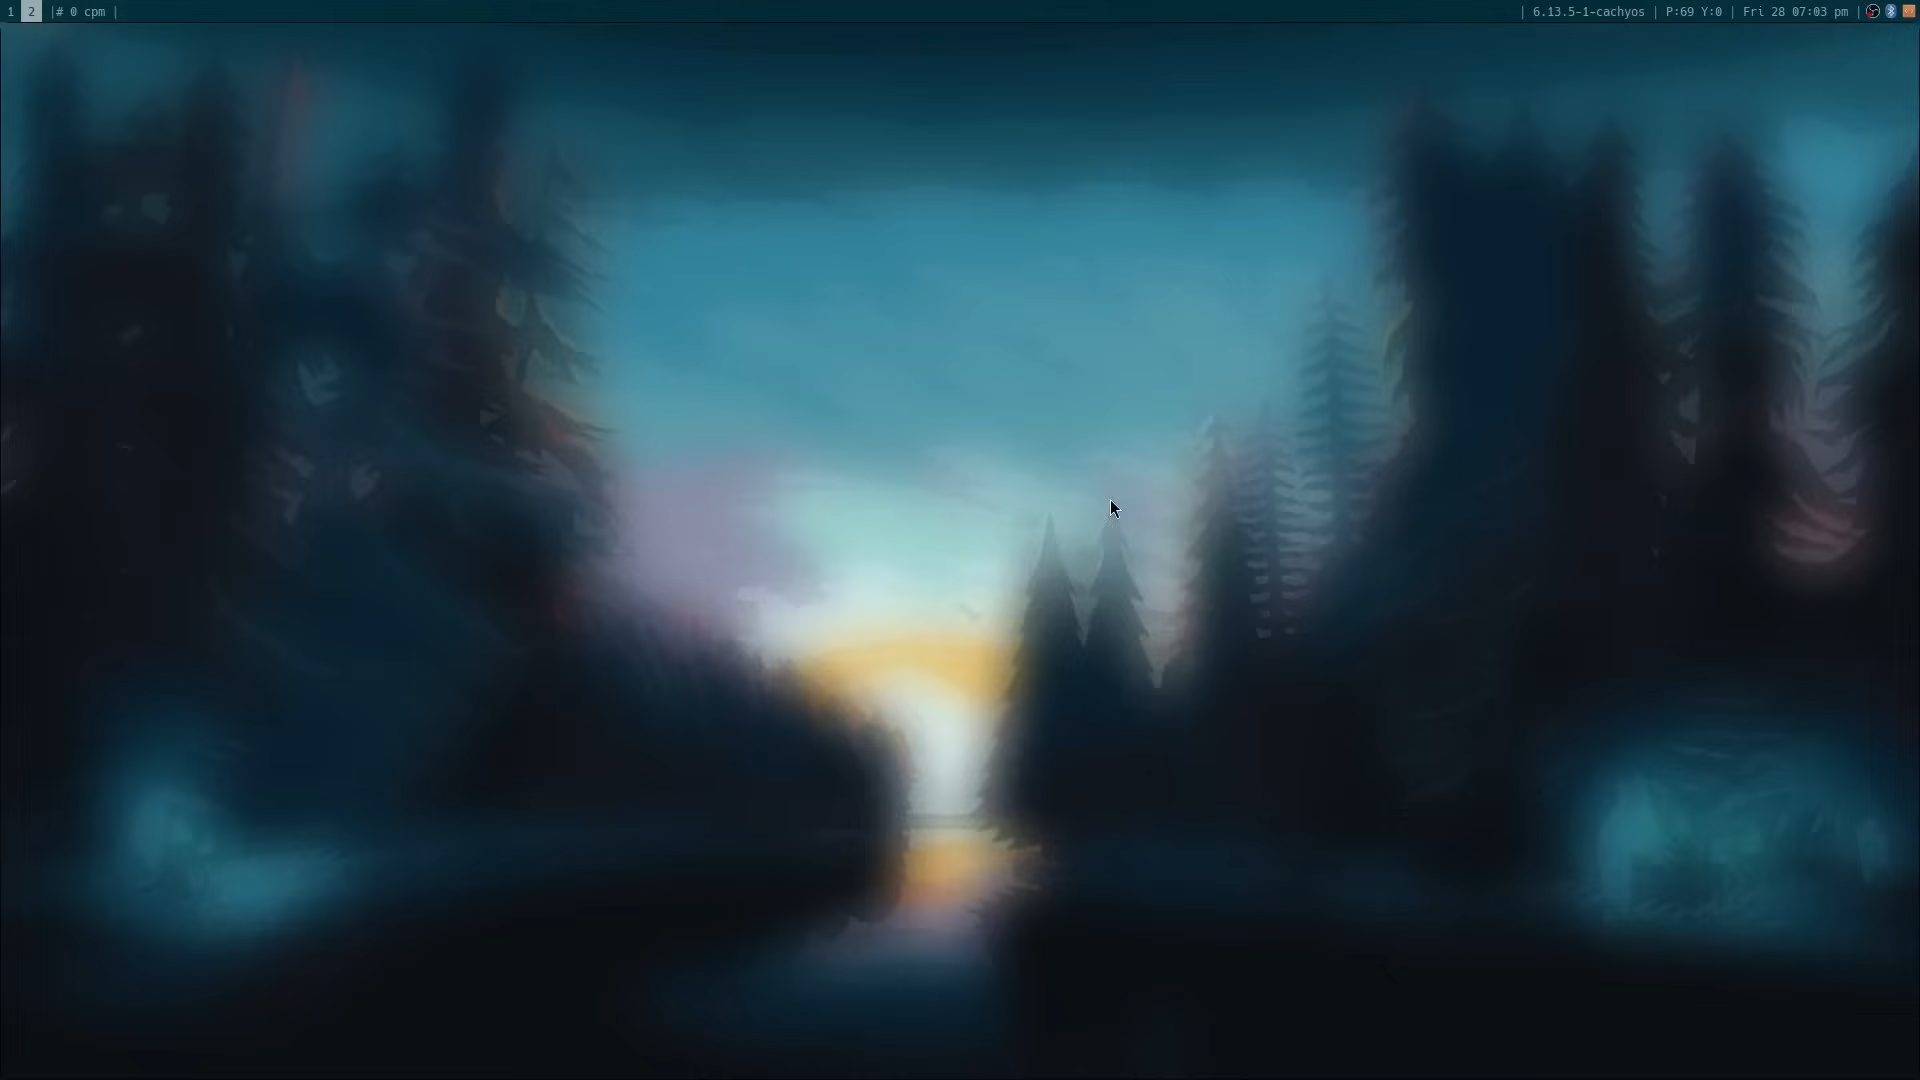 1 2 |# 0 cpm | | 6.13.5-1-cachyos | P:69 Y:0 | Fri 28 07:03 pm |